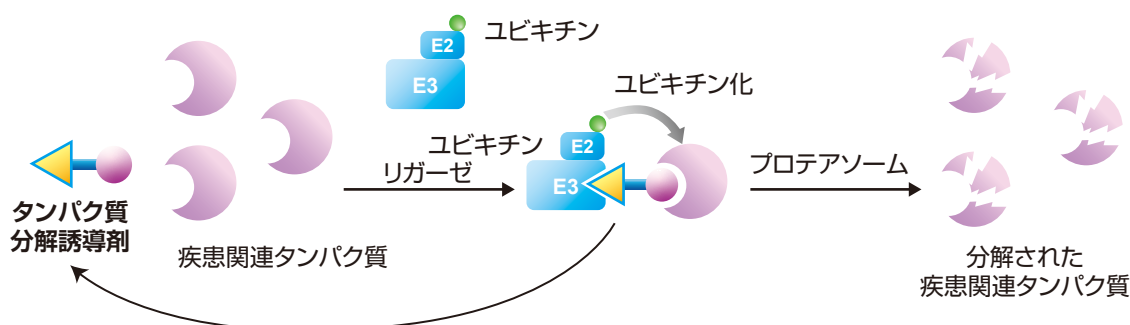 ユビキチン
E2
E3
ユビキチン化
ユビキチン
リガーゼ
E2
E3
プロテアソーム
タンパク質
分解誘導剤
疾患関連タンパク質
分解された
疾患関連タンパク質